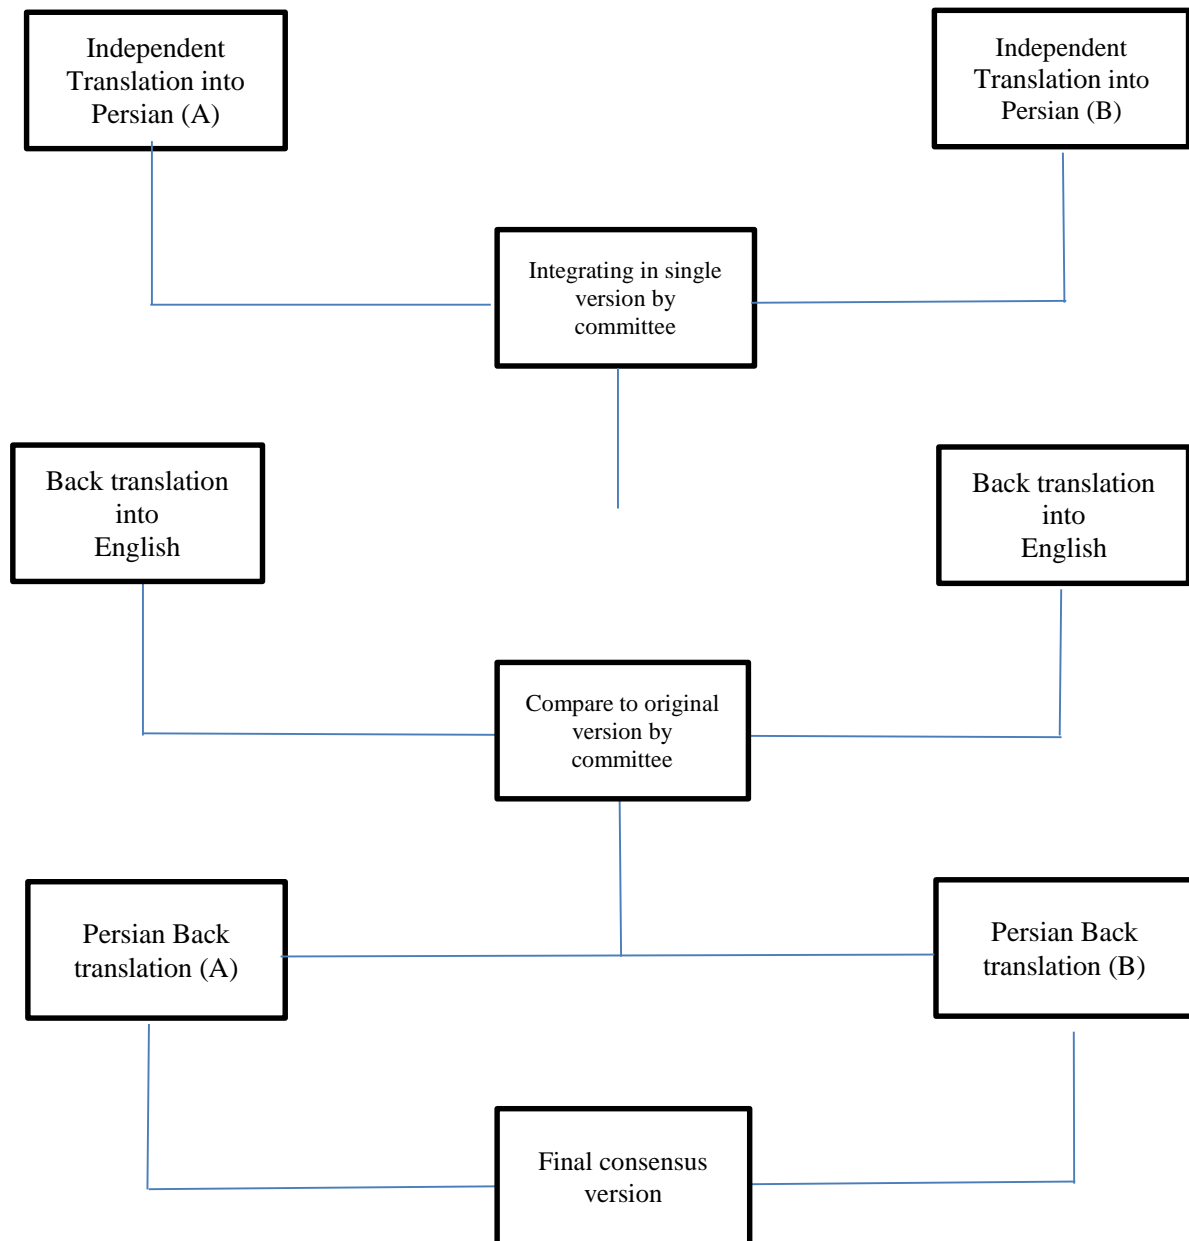 Independent
Translation into
Persian (A)
Independent
Translation into
Persian (B)
Integrating in single
version by
committee
Back translation
into
English
Back translation
into
English
Compare to original
version by
committee
Persian Back
translation (A)
Persian Back
translation (B)
Final consensus
version